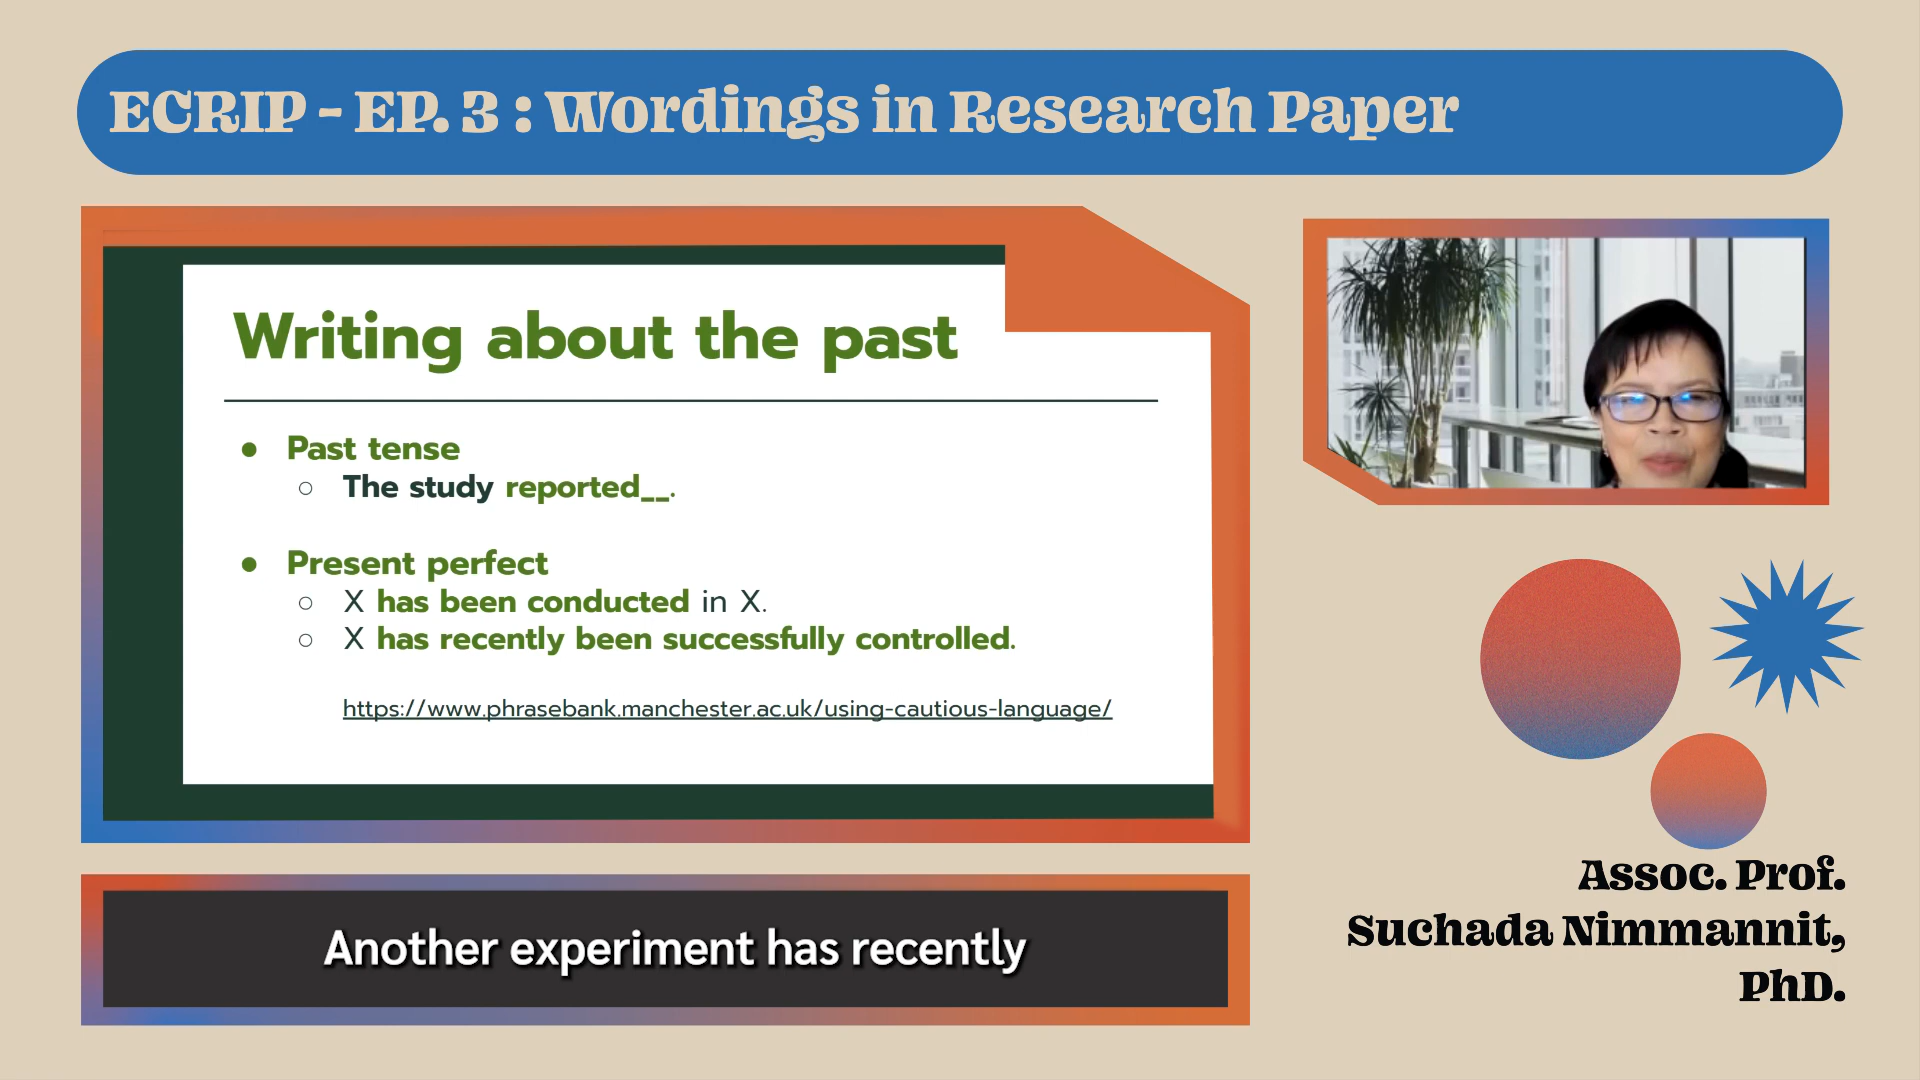 ECRIP - EP. 3 : Wordings in Research Paper
Writing about the past
● Past tense
○ The study reported__.
● Present perfect
○ X has been conducted in X.
○ X has recently been successfully controlled.
https://www.phrasebank.manchester.ac.uk/using-cautious-language/
Another experiment has recently
Assoc. Prof.
Suchada Nimmannit,
PhD.